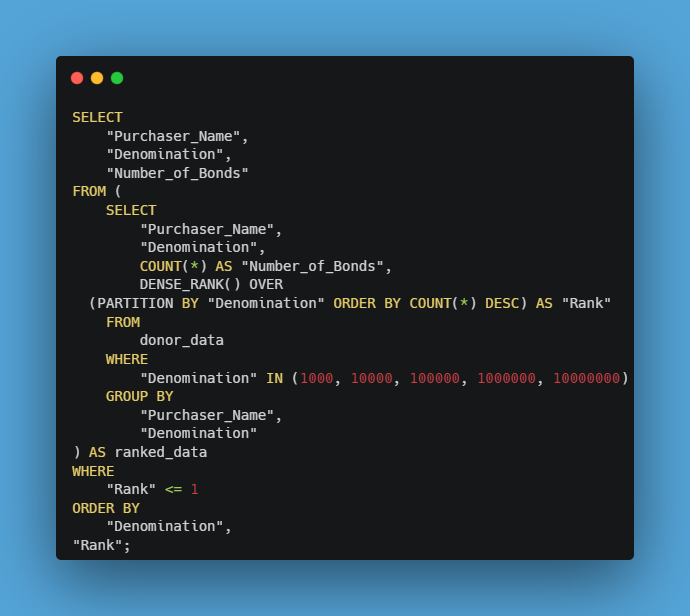 SELECT
    "Purchaser_Name",
    "Denomination",
    "Number_of_Bonds"
FROM (
    SELECT
        "Purchaser_Name",
        "Denomination",
        COUNT(*) AS "Number_of_Bonds",
        DENSE_RANK() OVER
  (PARTITION BY "Denomination" ORDER BY COUNT(*) DESC) AS "Rank"
    FROM
        donor_data
    WHERE
        "Denomination" IN (1000, 10000, 100000, 1000000, 10000000)
    GROUP BY
        "Purchaser_Name",
        "Denomination"
) AS ranked_data
WHERE
    "Rank" <= 1
ORDER BY
    "Denomination",
"Rank";